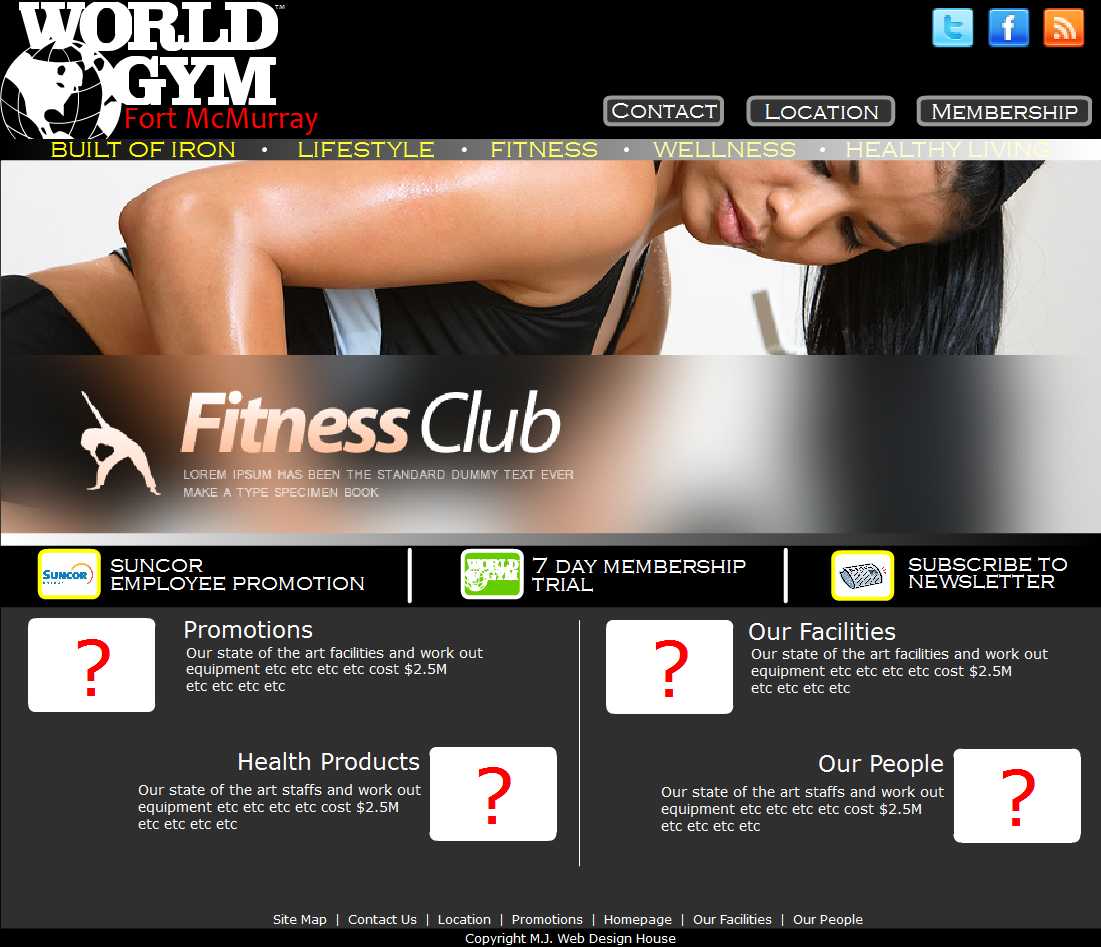 WORLD™
GYM
Fort McMurray
Contact
Location
Membership
BUILT OF IRON • LIFESTYLE • FITNESS • WELLNESS • HEALTHY LIVING
Fitness Club
LOREM IPSUM HAS BEEN THE STANDARD DUMMY TEXT EVER
MAKE A TYPE SPECIMEN BOOK
SUNCOR
SUNCOR
EMPLOYEE PROMOTION
WORLD
GYM
7 DAY MEMBERSHIP
TRIAL
SUBSCRIBE TO
NEWSLETTER
?
Promotions
Our state of the art facilities and work out
equipment etc etc etc etc cost $2.5M
etc etc etc etc
?
Our Facilities
Our state of the art facilities and work out
equipment etc etc etc etc cost $2.5M
etc etc etc etc
Health Products
Our state of the art staffs and work out
equipment etc etc etc etc cost $2.5M
etc etc etc etc
?
Our People
Our state of the art staffs and work out
equipment etc etc etc etc cost $2.5M
etc etc etc etc
?
Site Map | Contact Us | Location | Promotions | Homepage | Our Facilities | Our People
Copyright M.J. Web Design House